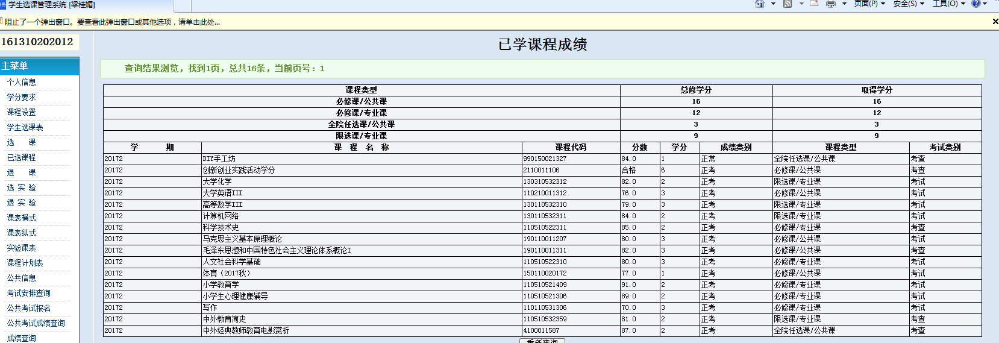 学生选课管理系统 [梁桂媚]
页面(P) 安全(S) 工具(O)
阻止了一个弹出窗口。要查看此弹出窗口或其他选项，请单击此处...
161310202012
主菜单
个人信息
学分要求
课程设置
学生选课表
选 课
已选课程
退 课
选 实 验
退 实 验
课表横式
课表纵式
实验课表
课程计划表
公共信息
考试安排查询
公共考试报名
公共考试成绩查询
成绩查询
已学课程成绩
查询结果浏览，找到1页，总共16条，当前页号：1
课程类型 总修学分 取得学分
必修课/公共课 16 16
必修课/专业课 12 12
全院任选课/公共课 3 3
限选课/专业课 9 9
学 期 课 程 名 称 课程代码 分数 学分 成绩类别 课程类型 考试类别
20172 DIY手工坊 990150021327 84.0 1 正常 全院任选课/公共课 考查
20172 创新创业实践活动学分 2110011106 合格 6 正考 必修课/公共课 考查
20172 大学化学 130310532312 82.0 2 正考 限选课/专业课 考试
20172 大学英语III 110210011312 76.0 3 正考 必修课/公共课 考试
20172 高等数学III 130110532310 79.0 3 正考 限选课/专业课 考试
20172 计算机网络 130110532311 84.0 2 正考 限选课/专业课 考试
20172 科学技术史 110510522311 85.0 2 正考 必修课/专业课 考查
20172 马克思主义基本原理概论 190110011207 80.0 3 正考 必修课/公共课 考试
20172 毛泽东思想和中国特色社会主义理论体系概论I 190110011311 82.0 3 正考 必修课/公共课 考查
20172 人文社会科学基础 110510522310 80.0 3 正考 必修课/专业课 考试
20172 体育（2017秋） 150110020172 77.0 1 正考 必修课/公共课 考试
20172 小学教育学 110510521409 91.0 2 正考 必修课/专业课 考试
20172 小学生心理健康辅导 110510521306 89.0 2 正考 必修课/专业课 考试
20172 写作 110110531306 70.0 3 正考 必修课/专业课 考试
20172 中外教育简史 110510532359 81.0 2 正考 限选课/专业课 考查
20172 中外经典教师教育电影赏析 4100011587 87.0 2 正考 全院任选课/公共课 考查
重新查询